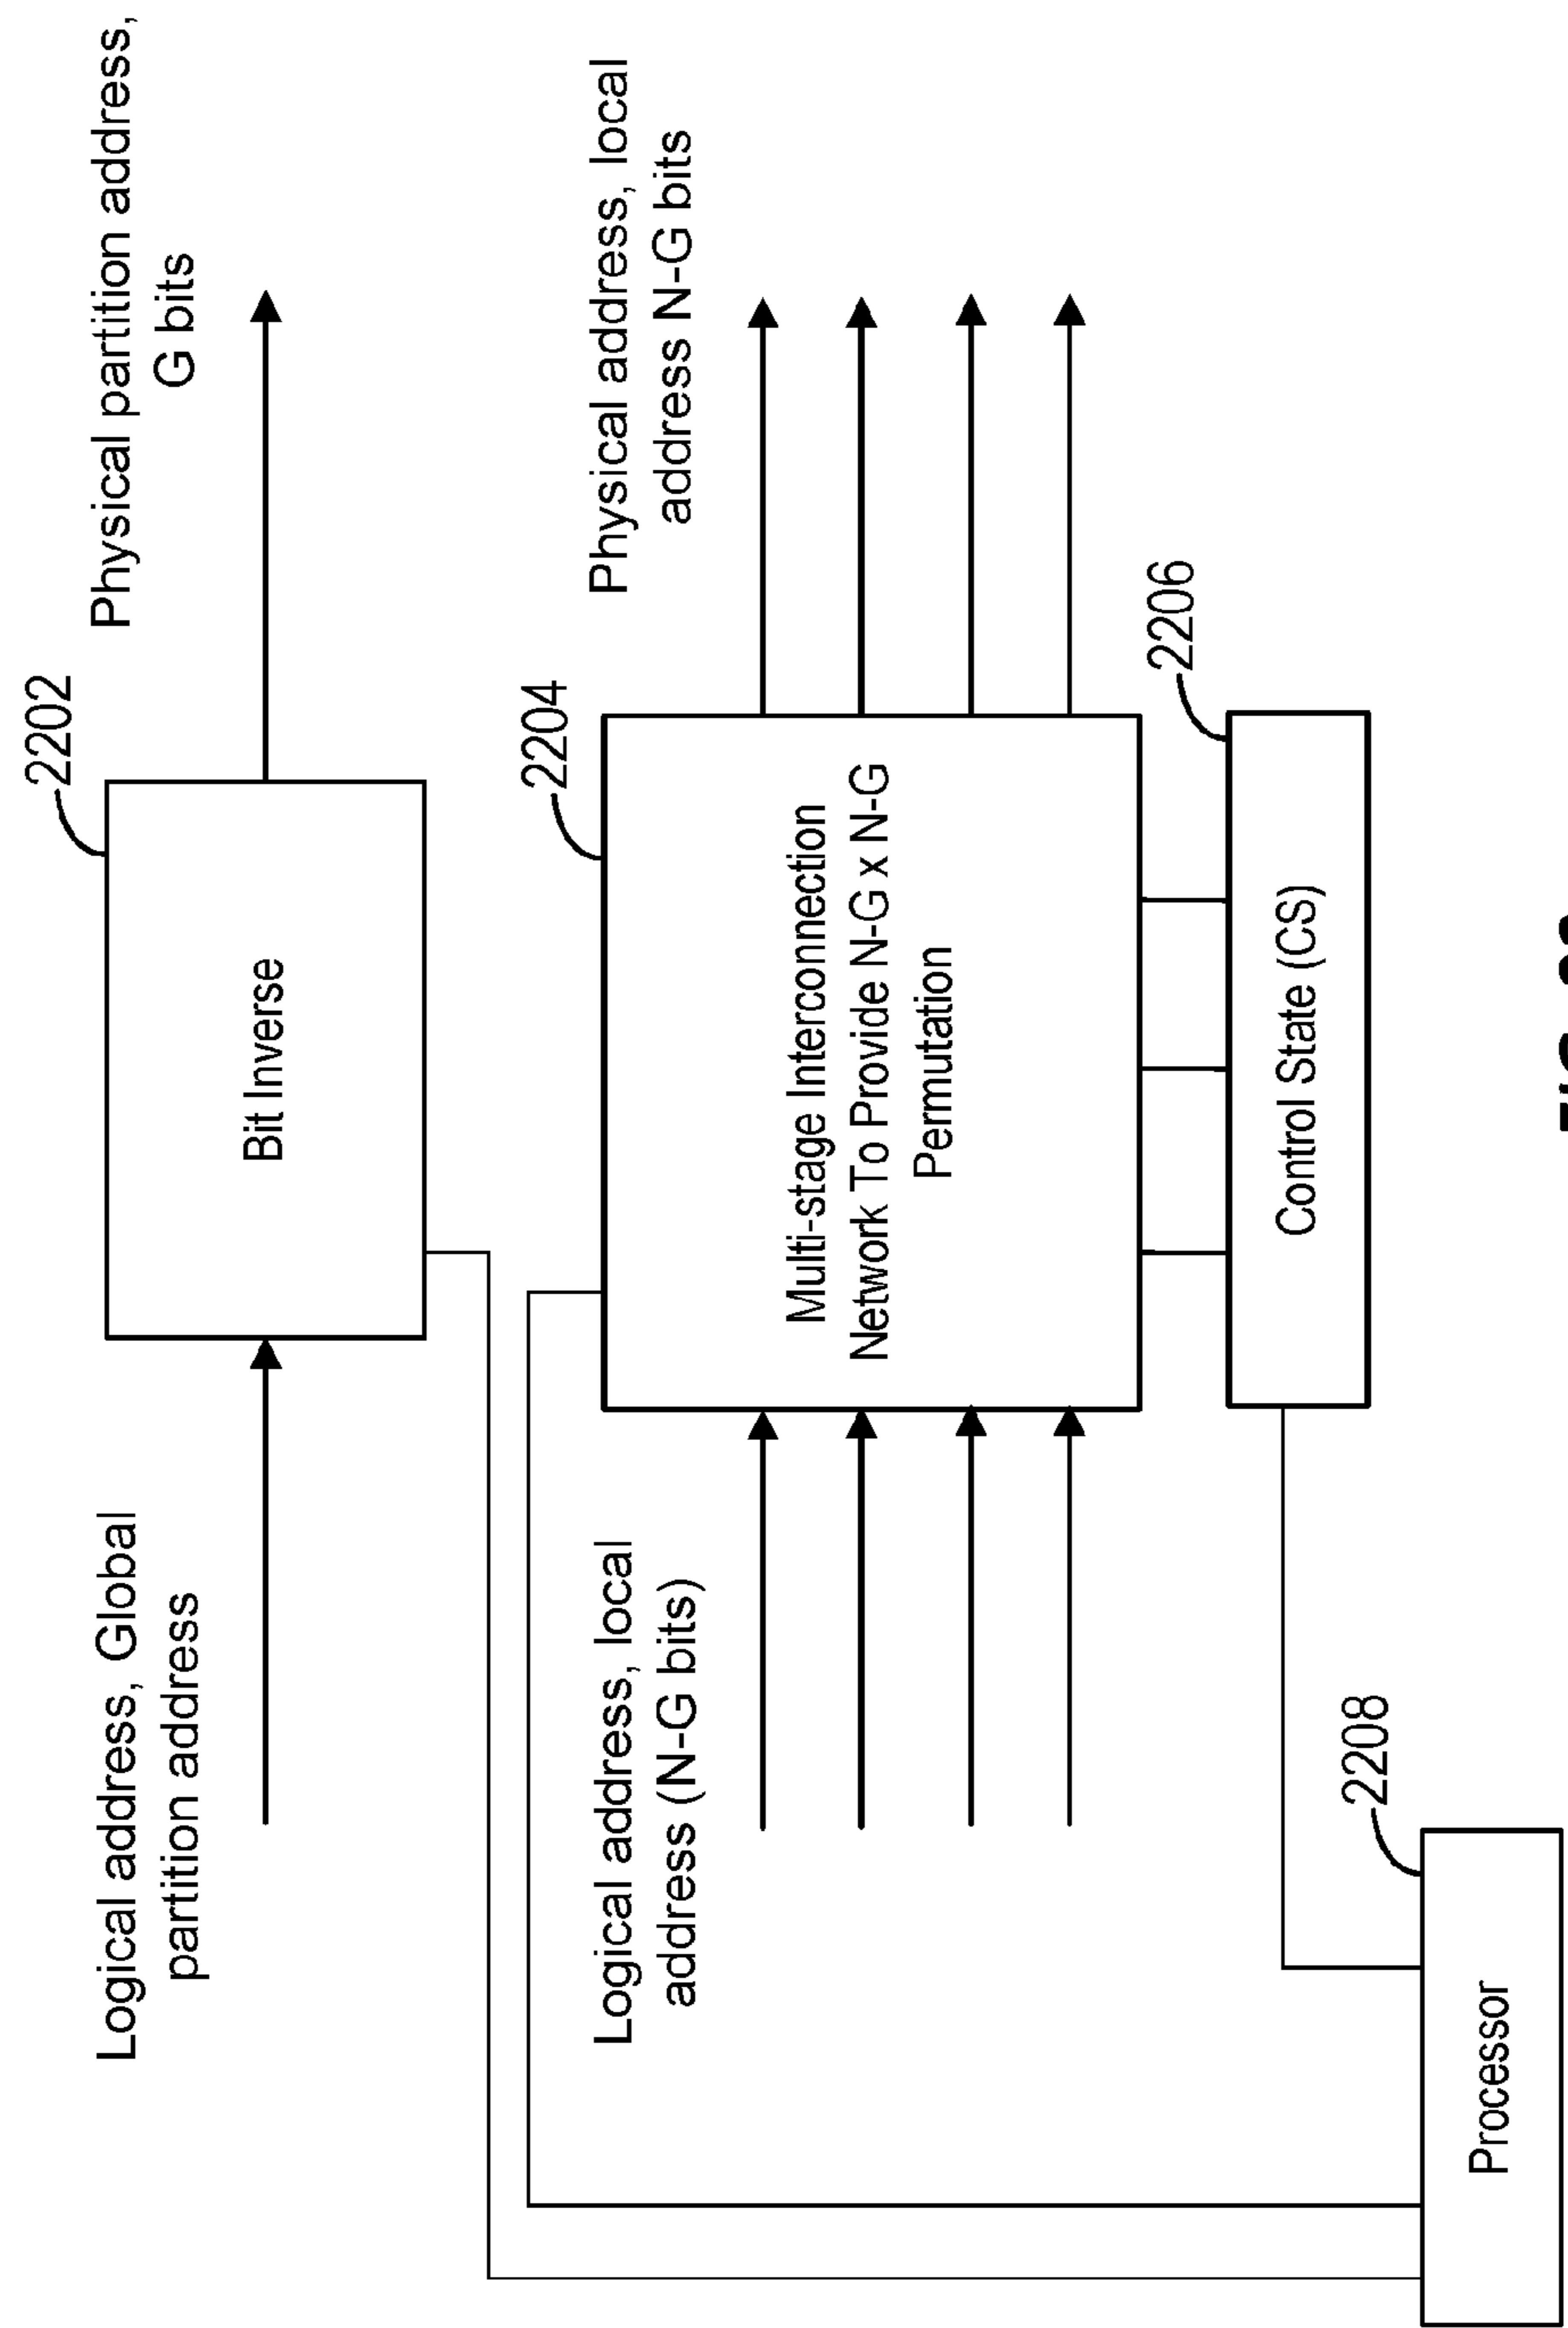 Logical address, Global
partition address
2202
Bit Inverse
Physical partition address,
G bits
Logical address, local
address (N-G bits)
2204
Multi-stage Interconnection
Network To Provide N-G x N-G
Permutation
Physical address, local
address N-G bits
2206
Control State (CS)
2208
Processor